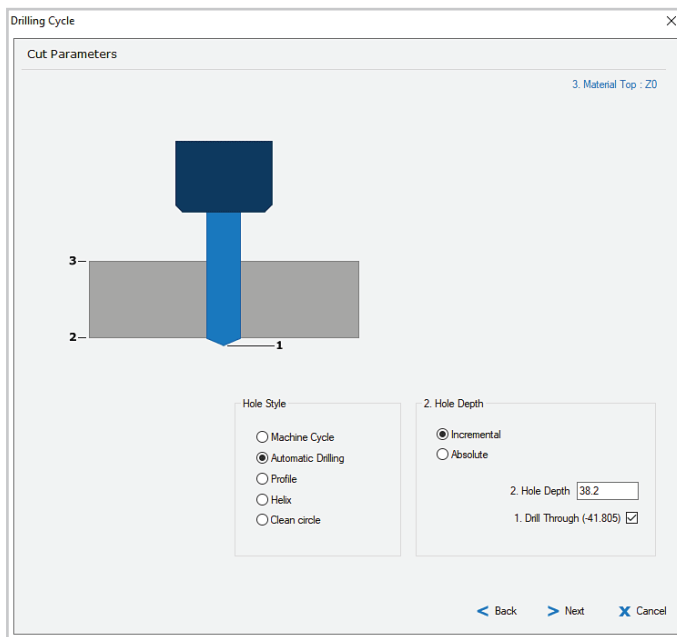 Drilling Cycle
Cut Parameters
3. Material Top : Z0
3
2
1
Hole Style
Machine Cycle
Automatic Drilling
Profile
Helix
Clean circle
2. Hole Depth
Incremental
Absolute
2. Hole Depth 38.2
1. Drill Through (-41.805)
< Back > Next X Cancel